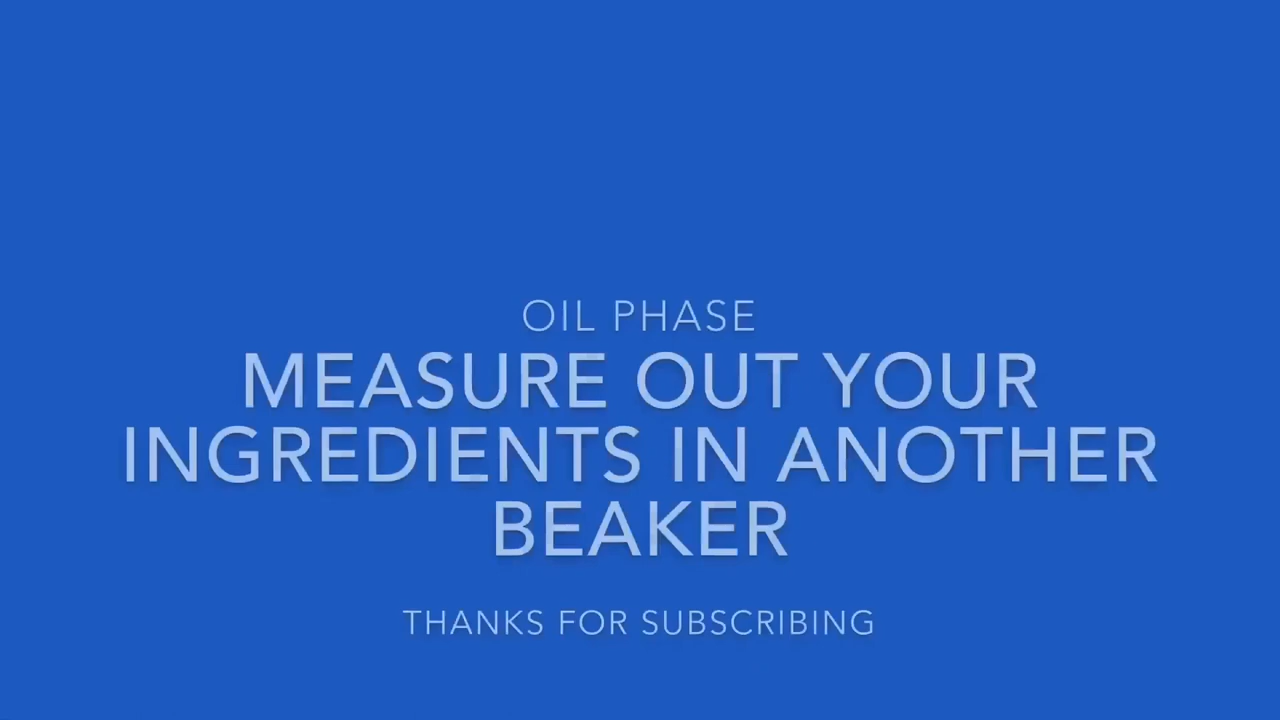 OIL PHASE
MEASURE OUT YOUR
INGREDIENTS IN ANOTHER
BEAKER
THANKS FOR SUBSCRIBING